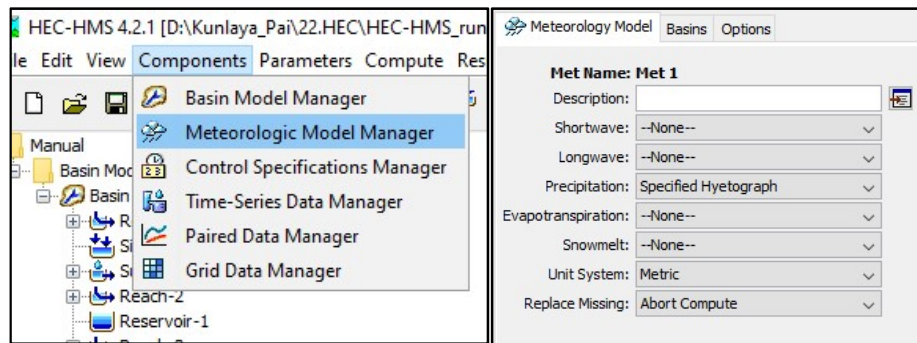 HEC-HMS 4.2.1 [D:\Kunlaya_Pai\22.HEC\HEC-HMS_run
le Edit View Components Parameters Compute Res
Basin Model Manager
Meteorologic Model Manager
Control Specifications Manager
Time-Series Data Manager
Paired Data Manager
Grid Data Manager
Manual
Basin Mod
Basin
R
Si
Su
Reach-2
Reservoir-1
Meteorology Model Basins Options
Met Name: Met 1
Description:
Shortwave: --None--
Longwave: --None--
Precipitation: Specified Hyetograph
Evapotranspiration: --None--
Snowmelt: --None--
Unit System: Metric
Replace Missing: Abort Compute